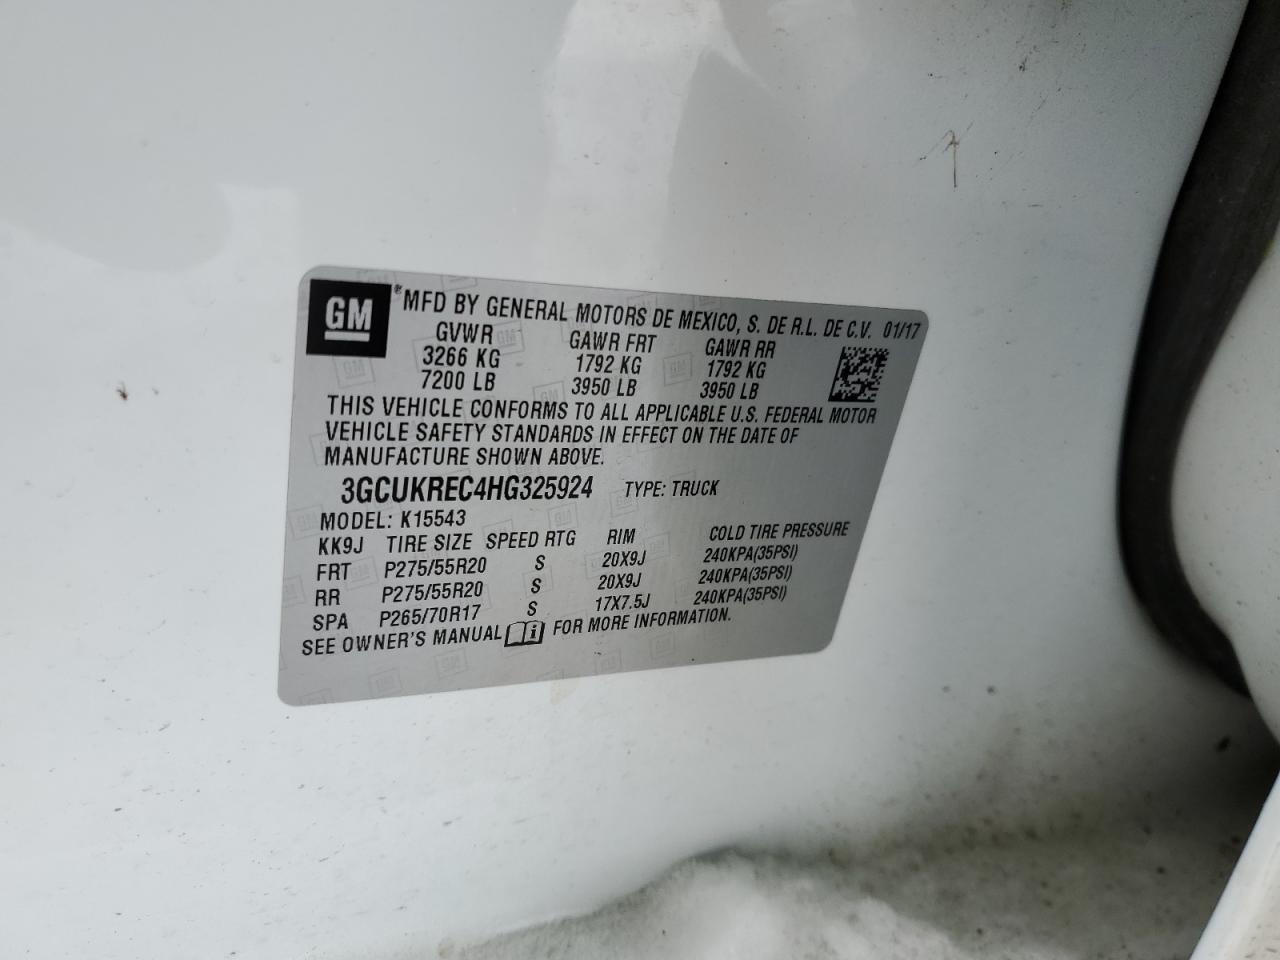 GM ® MFD BY GENERAL MOTORS DE MEXICO, S. DE R.L. DE C.V. 01/17
GVWR GAWR FRT GAWR RR
3266 KG 1792 KG 1792 KG
7200 LB 3950 LB 3950 LB
THIS VEHICLE CONFORMS TO ALL APPLICABLE U.S. FEDERAL MOTOR
VEHICLE SAFETY STANDARDS IN EFFECT ON THE DATE OF
MANUFACTURE SHOWN ABOVE.
3GCUKREC4HG325924 TYPE: TRUCK
MODEL: K15543
KK9J TIRE SIZE SPEED RTG RIM COLD TIRE PRESSURE
FRT P275/55R20 S 20X9J 240KPA(35PSI)
RR P275/55R20 S 20X9J 240KPA(35PSI)
SPA P265/70R17 S 17X7.5J 240KPA(35PSI)
SEE OWNER'S MANUAL i FOR MORE INFORMATION.